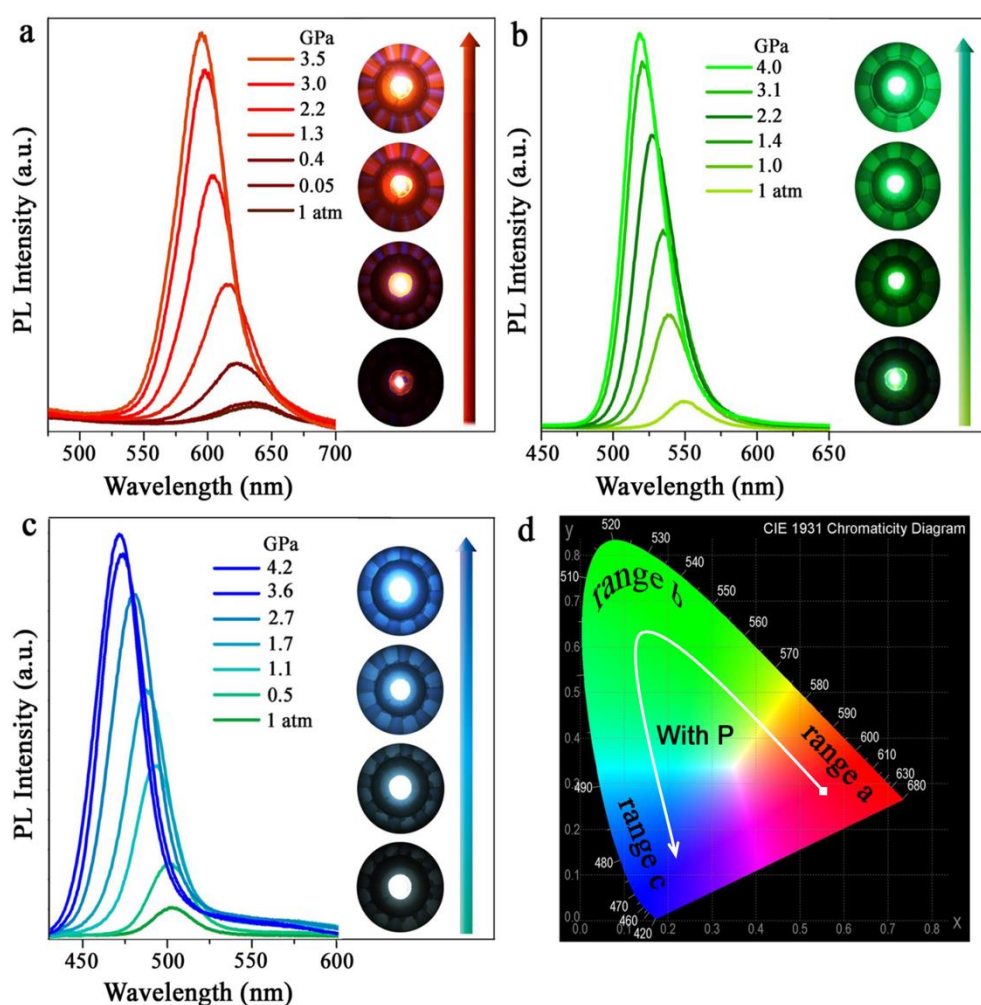 a
GPa
3.5
3.0
2.2
1.3
0.4
0.05
1 atm
PL Intensity (a.u.)
500 550 600 650 700
Wavelength (nm)
b
GPa
4.0
3.1
2.2
1.4
1.0
1 atm
PL Intensity (a.u.)
450 500 550 600 650
Wavelength (nm)
c
GPa
4.2
3.6
2.7
1.7
1.1
0.5
1 atm
PL Intensity (a.u.)
450 500 550 600
Wavelength (nm)
d
CIE 1931 Chromaticity Diagram
y
0.8
0.7
0.6
0.5
0.4
0.3
0.2
0.1
0.0
0.0 0.1 0.2 0.3 0.4 0.5 0.6 0.7 0.8
X
420
460
470
480
490
510
520
530
540
550
560
570
580
590
600
610
630
680
range b
With P
range a
range c